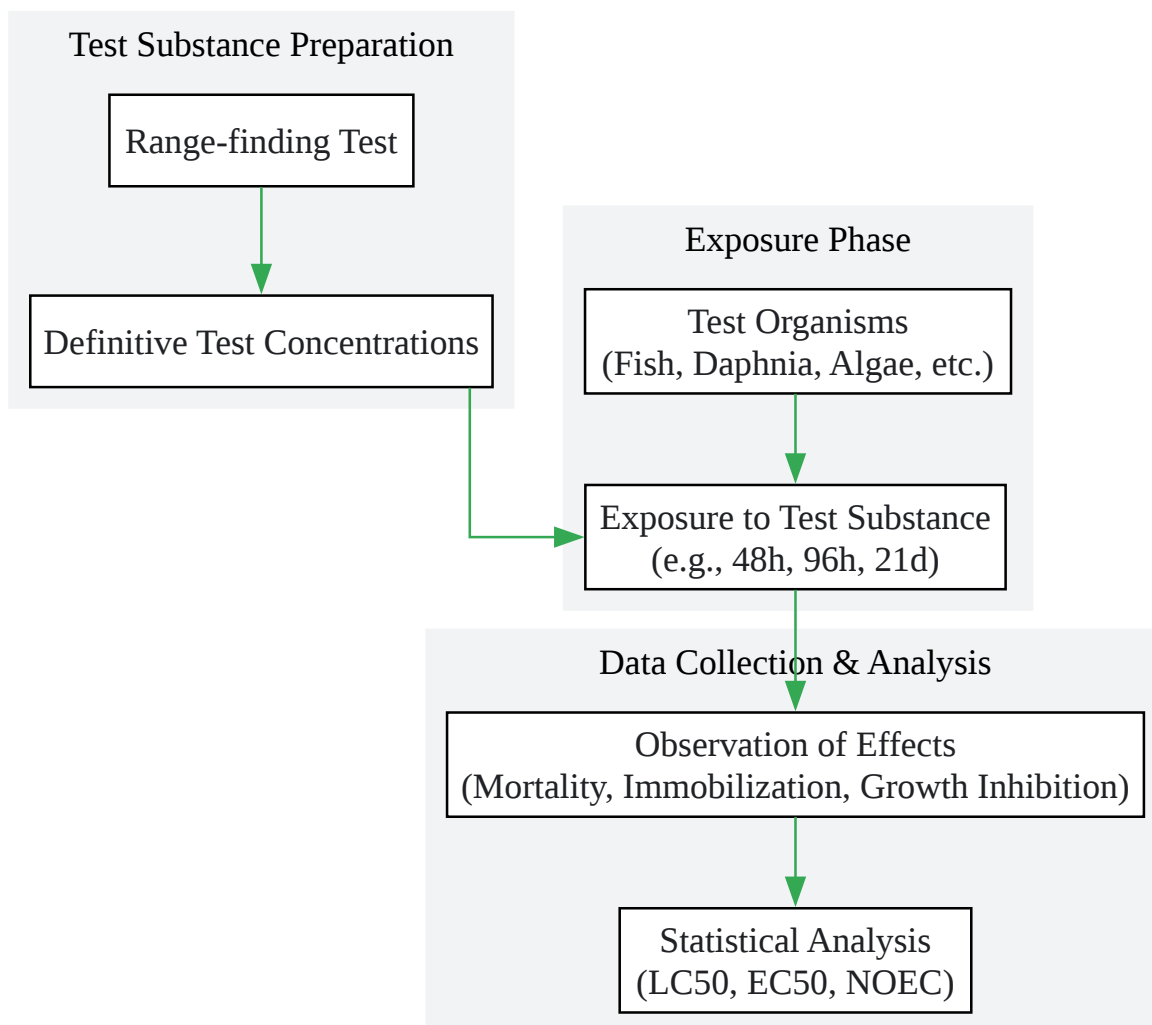 Test Substance Preparation
Range-finding Test
Definitive Test Concentrations
Exposure Phase
Test Organisms
(Fish, Daphnia, Algae, etc.)
Exposure to Test Substance
(e.g., 48h, 96h, 21d)
Data Collection & Analysis
Observation of Effects
(Mortality, Immobilization, Growth Inhibition)
Statistical Analysis
(LC50, EC50, NOEC)